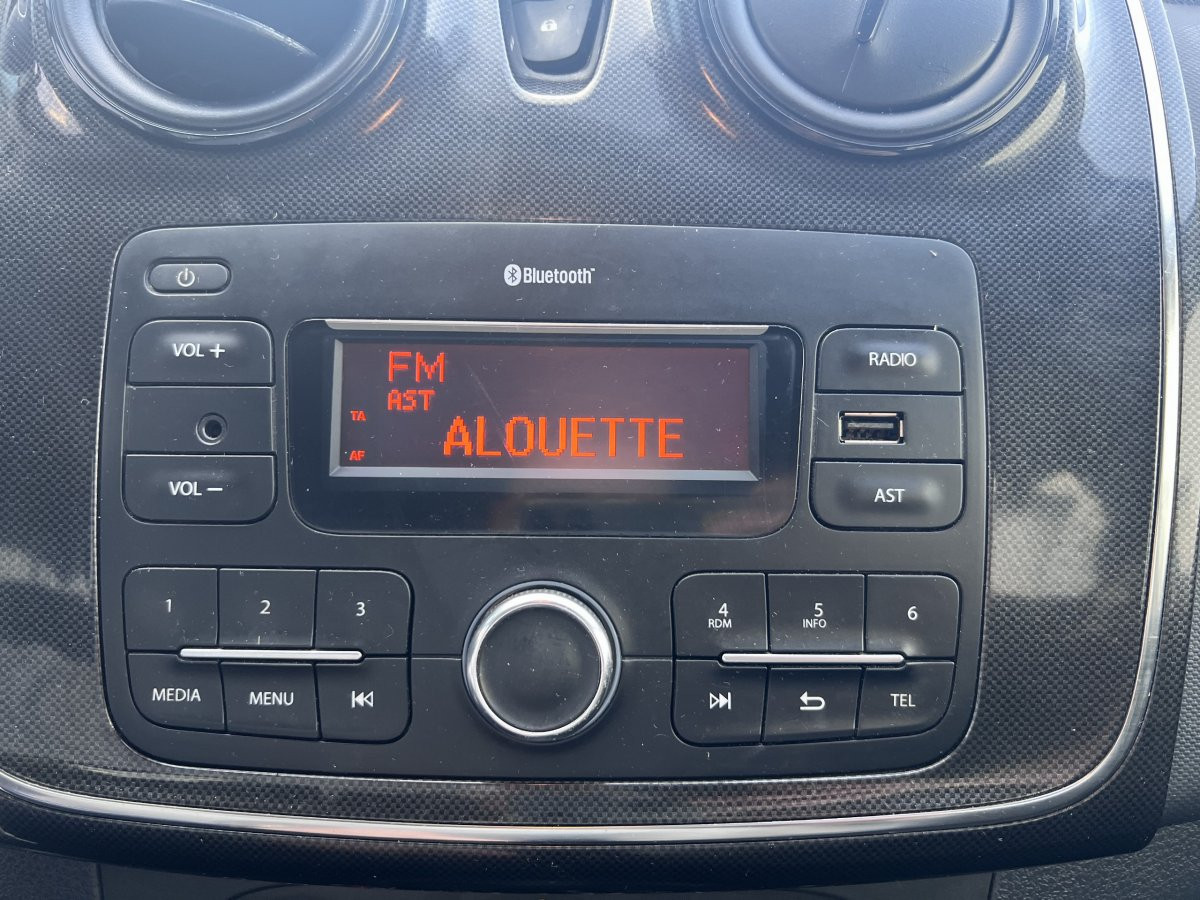 Bluetooth™
VOL +
FM
AST
TA
ALOUETTE
AF
RADIO
VOL −
AST
1
2
3
4
RDM
5
INFO
6
MEDIA
MENU
TEL